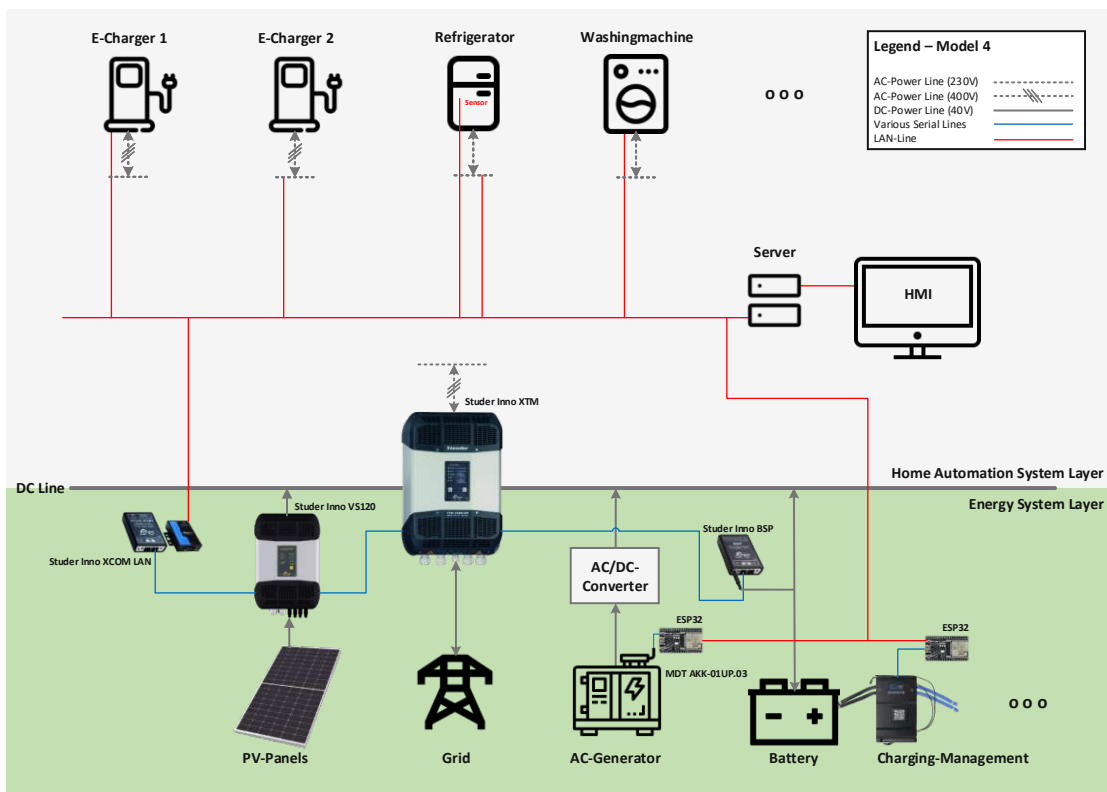 E-Charger 1
E-Charger 2
Refrigerator
Washingmachine
Sensor
o o o
Legend – Model 4
AC-Power Line (230V)
AC-Power Line (400V)
DC-Power Line (40V)
Various Serial Lines
LAN-Line
Server
HMI
Studer Inno XTM
DC Line
Home Automation System Layer
Energy System Layer
Studer Inno VS120
Studer Inno XCOM LAN
Studer Inno BSP
AC/DC-
Converter
ESP32
ESP32
MDT AKK-01UP.03
o o o
PV-Panels
Grid
AC-Generator
Battery
Charging-Management